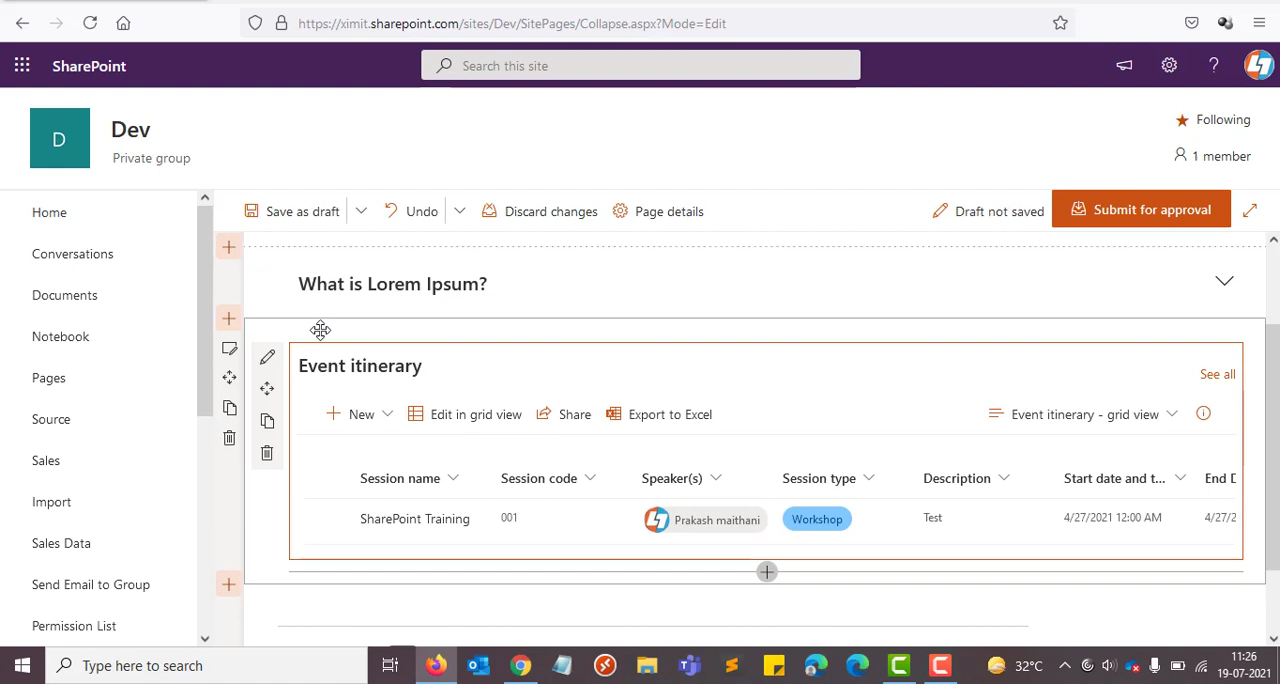 https://ximit.sharepoint.com/sites/Dev/SitePages/Collapse.aspx?Mode=Edit
SharePoint
Search this site
D
Dev
Private group
Following
1 member
Home
Conversations
Documents
Notebook
Pages
Source
Sales
Import
Sales Data
Send Email to Group
Permission List
Save as draft
Undo
Discard changes
Page details
Draft not saved
Submit for approval
What is Lorem Ipsum?
Event itinerary
See all
New
Edit in grid view
Share
Export to Excel
Event itinerary - grid view
Session name
Session code
Speaker(s)
Session type
Description
Start date and t...
End D
SharePoint Training
001
Prakash maithani
Workshop
Test
4/27/2021 12:00 AM
4/27/2
Type here to search
32°C
11:26
19-07-2021